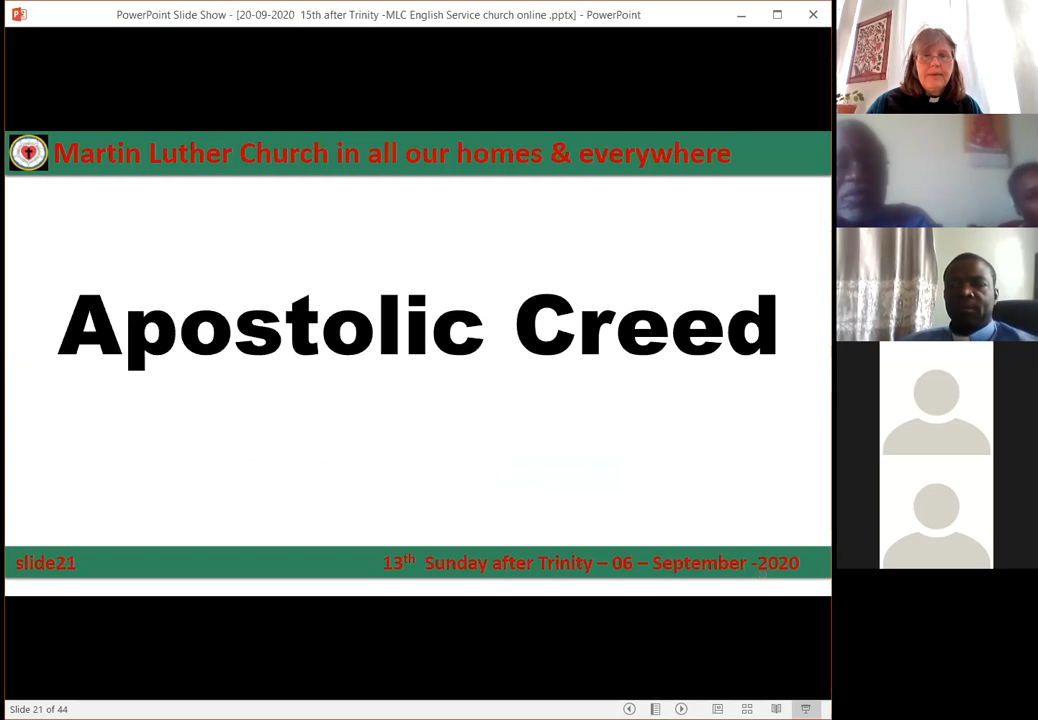 PowerPoint Slide Show - [20-09-2020  15th after Trinity -MLC English Service church online .pptx] - PowerPoint
Martin Luther Church in all our homes & everywhere
Apostolic Creed
slide21
13th  Sunday after Trinity – 06 – September -2020
Slide 21 of 44